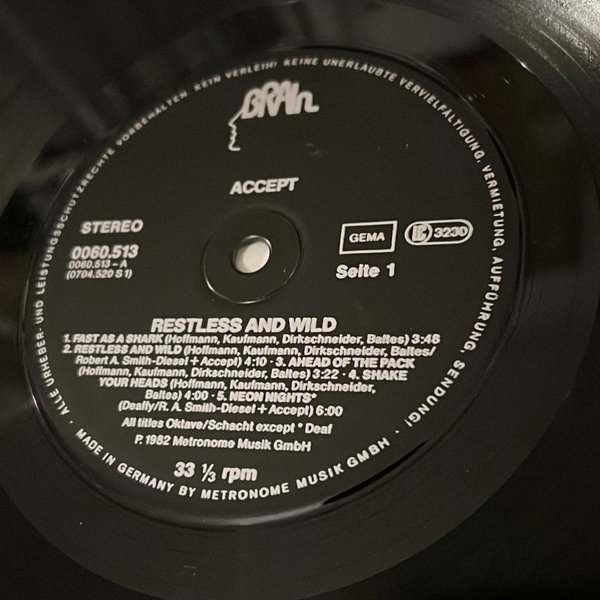 BRAIN
ACCEPT
STEREO
0060.513
0060.513-A
(0704.520 S 1)
GEMA
LC 3230
Seite 1
RESTLESS AND WILD
1. FAST AS A SHARK (Hoffmann, Kaufmann, Dirkschneider, Baltes) 3:48
2. RESTLESS AND WILD (Hoffmann, Kaufmann, Dirkschneider, Baltes/
Robert A. Smith-Diesel + Accept) 4:10 · 3. AHEAD OF THE PACK
(Hoffmann, Kaufmann, Dirkschneider, Baltes) 3:22 · 4. SHAKE
YOUR HEADS (Hoffmann, Kaufmann, Dirkschneider,
Baltes) 4:00 · 5. NEON NIGHTS*
(Deaffy/R. A. Smith-Diesel + Accept) 6:00
All titles Oktave/Schacht except * Deaf
P. 1982 Metronome Musik GmbH
33 ⅓ rpm
· ALLE URHEBER- UND LEISTUNGSSCHUTZRECHTE VORBEHALTEN. KEIN VERLEIH! KEINE UNERLAUBTE VERVIELFÄLTIGUNG, VERMIETUNG, AUFFÜHRUNG, SENDUNG!
· MADE IN GERMANY BY METRONOME MUSIK GMBH ·